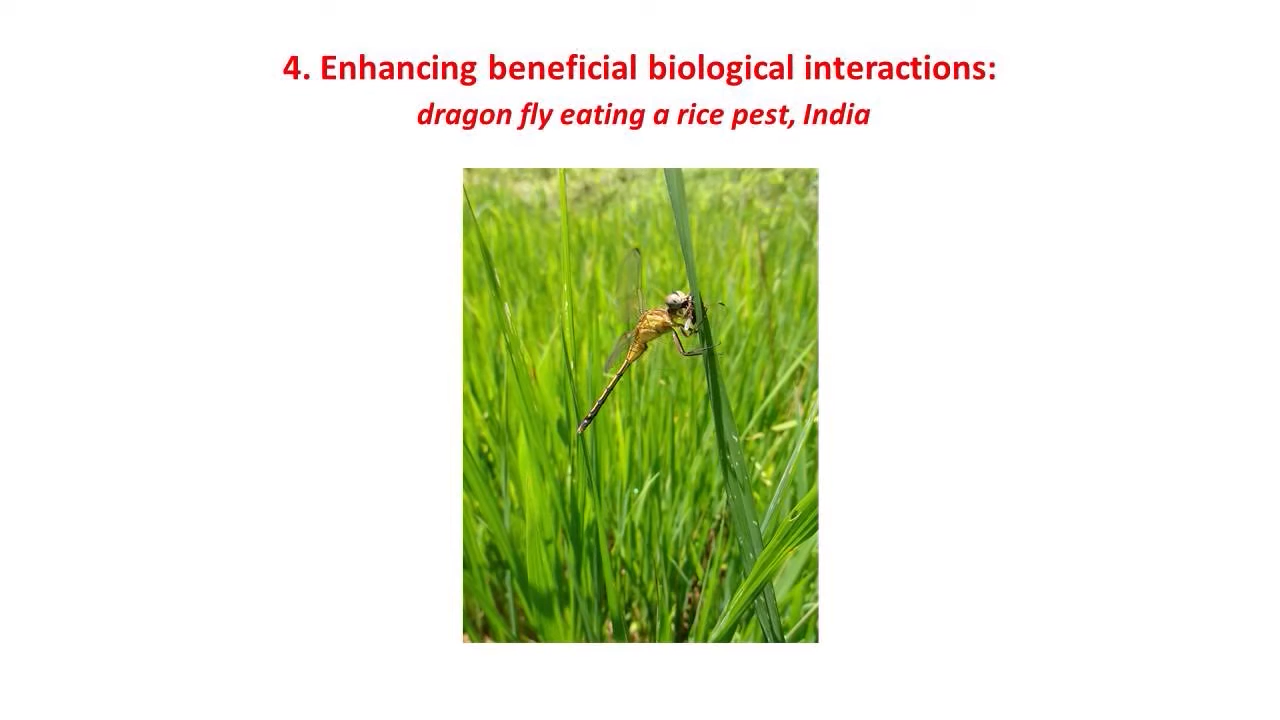 4. Enhancing beneficial biological interactions:
dragon fly eating a rice pest, India